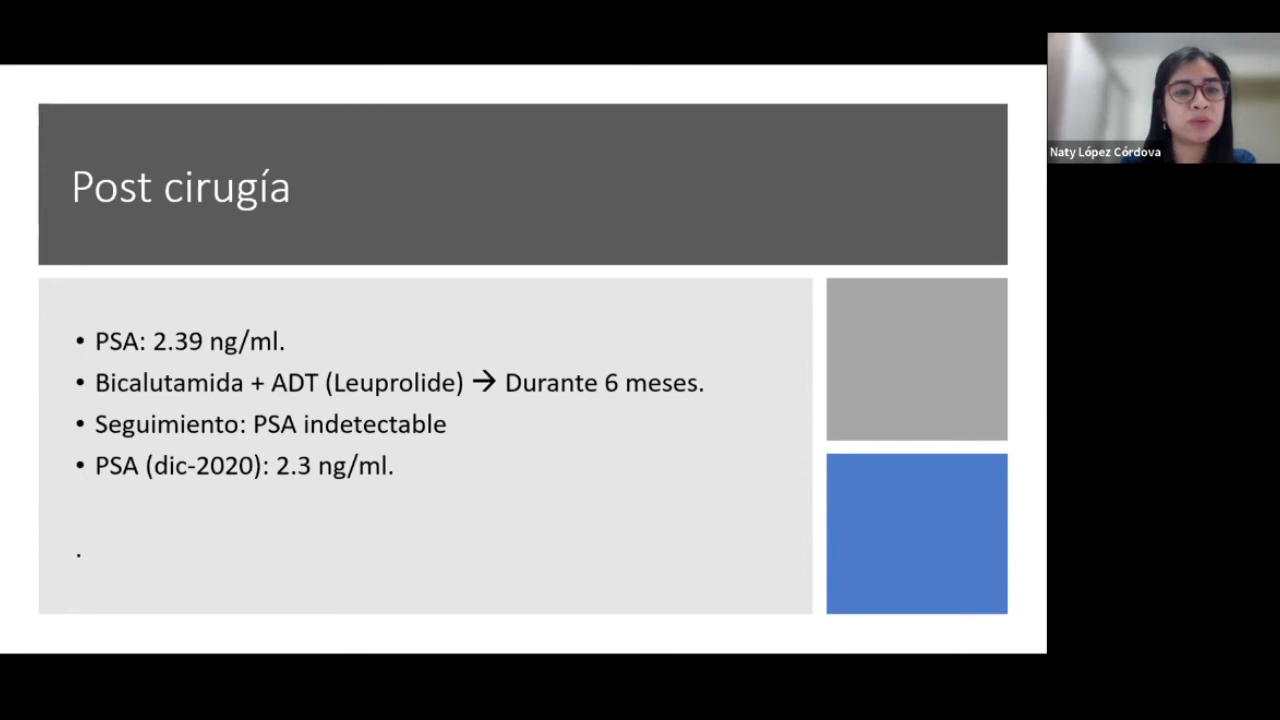 Post cirugía
• PSA: 2.39 ng/ml.
• Bicalutamida + ADT (Leuprolide) → Durante 6 meses.
• Seguimiento: PSA indetectable
• PSA (dic-2020): 2.3 ng/ml.
.
Naty López Córdova